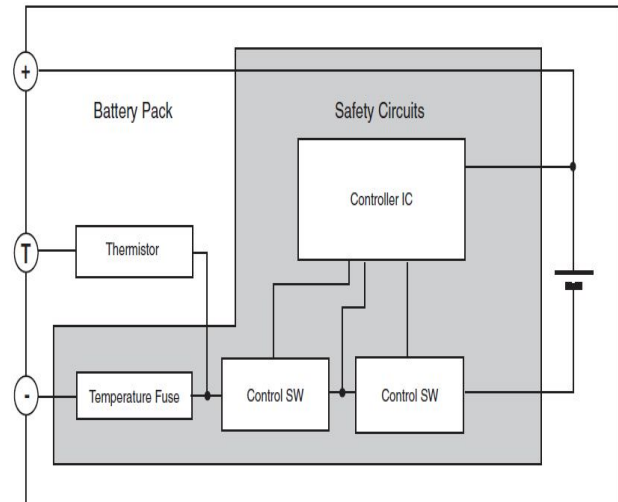 +
Battery Pack
Safety Circuits
Controller IC
T
Thermistor
-
Temperature Fuse
Control SW
Control SW